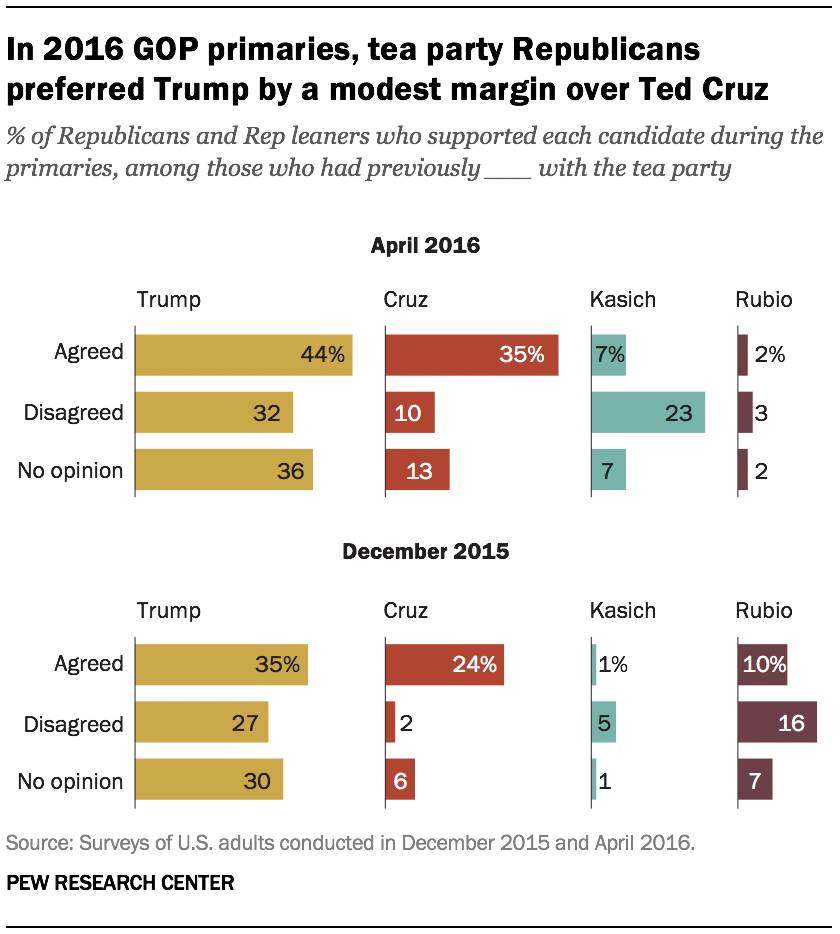 In 2016 GOP primaries, tea party Republicans
preferred Trump by a modest margin over Ted Cruz
% of Republicans and Rep leaners who supported each candidate during the
primaries, among those who had previously ___ with the tea party
April 2016
Trump Cruz Kasich Rubio
Agreed 44% 35% 7% 2%
Disagreed 32 10 23 3
No opinion 36 13 7 2
December 2015
Trump Cruz Kasich Rubio
Agreed 35% 24% 1% 10%
Disagreed 27 2 5 16
No opinion 30 6 1 7
Source: Surveys of U.S. adults conducted in December 2015 and April 2016.
PEW RESEARCH CENTER